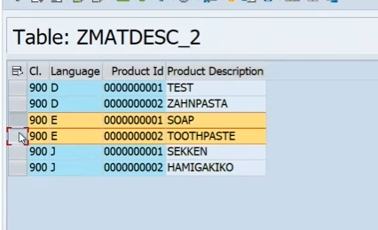 Table: ZMATDESC_2
Cl. Language Product Id Product Description
900 D 0000000001 TEST
900 D 0000000002 ZAHNPASTA
900 E 0000000001 SOAP
900 E 0000000002 TOOTHPASTE
900 J 0000000001 SEKKEN
900 J 0000000002 HAMIGAKIKO